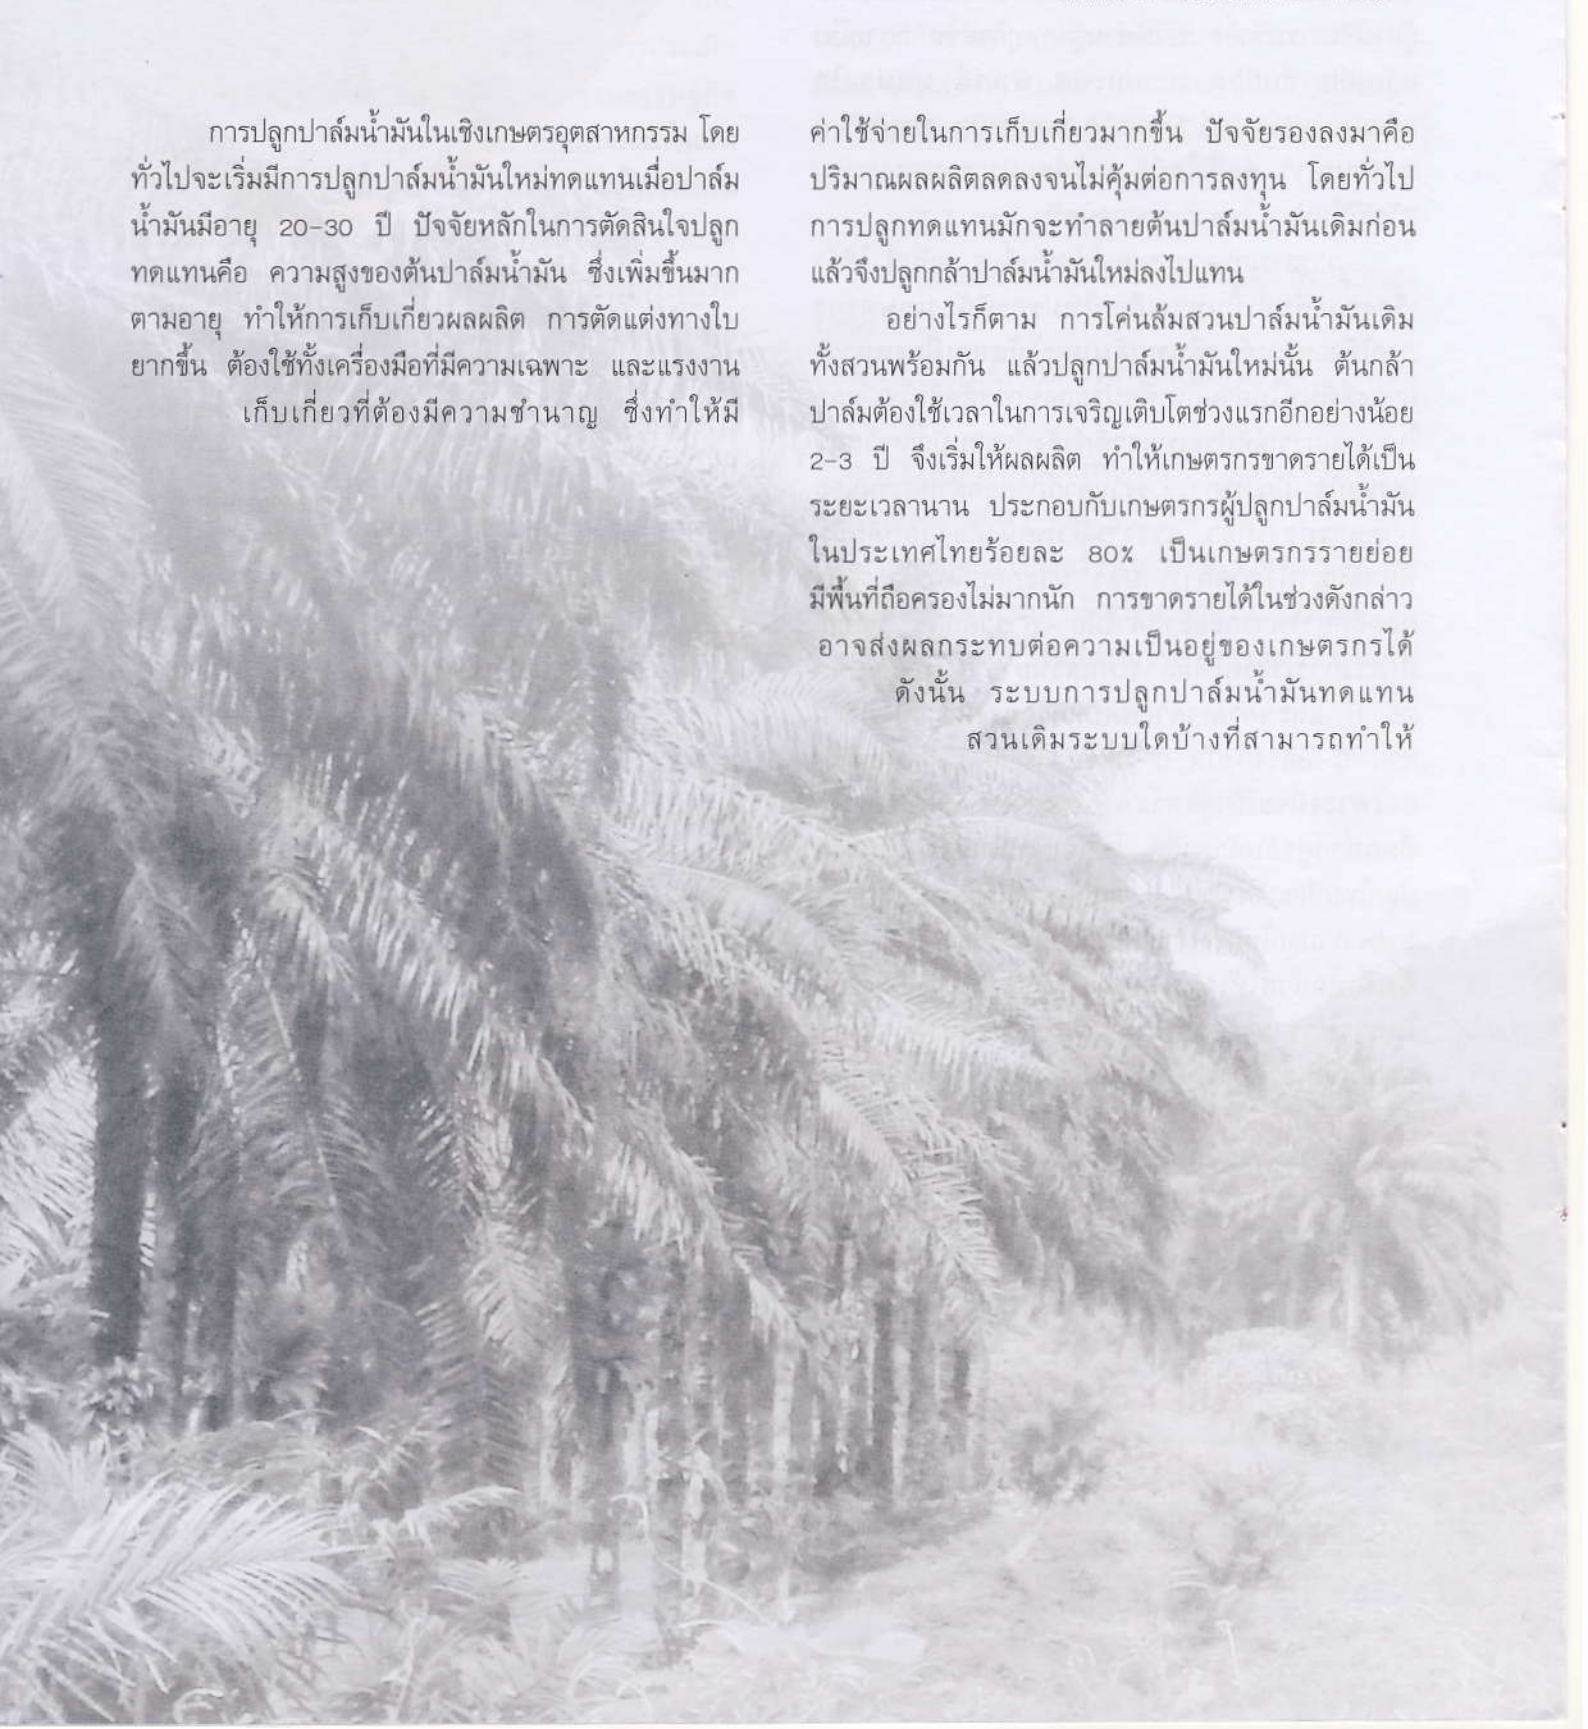 การปลูกปาล์มน้ำมันในเชิงเกษตรอุตสาหกรรม โดย
ทั่วไปจะเริ่มมีการปลูกปาล์มน้ำมันใหม่ทดแทนเมื่อปาล์ม
น้ำมันมีอายุ 20-30 ปี ปัจจัยหลักในการตัดสินใจปลูก
ทดแทนคือ ความสูงของต้นปาล์มน้ำมัน ซึ่งเพิ่มขึ้นมาก
ตามอายุ ทำให้การเก็บเกี่ยวผลผลิต การตัดแต่งทางใบ
ยากขึ้น ต้องใช้ทั้งเครื่องมือที่มีความเฉพาะ และแรงงาน
เก็บเกี่ยวที่ต้องมีความชำนาญ ซึ่งทำให้มี
ค่าใช้จ่ายในการเก็บเกี่ยวมากขึ้น ปัจจัยรองลงมาคือ
ปริมาณผลผลิตลดลงจนไม่คุ้มต่อการลงทุน โดยทั่วไป
การปลูกทดแทนมักจะทำลายต้นปาล์มน้ำมันเดิมก่อน
แล้วจึงปลูกกล้าปาล์มน้ำมันใหม่ลงไปแทน
อย่างไรก็ตาม การโค่นล้มสวนปาล์มน้ำมันเดิม
ทั้งสวนพร้อมกัน แล้วปลูกปาล์มน้ำมันใหม่นั้น ต้นกล้า
ปาล์มต้องใช้เวลาในการเจริญเติบโตช่วงแรกอีกอย่างน้อย
2-3 ปี จึงเริ่มให้ผลผลิต ทำให้เกษตรกรขาดรายได้เป็น
ระยะเวลานาน ประกอบกับเกษตรกรผู้ปลูกปาล์มน้ำมัน
ในประเทศไทยร้อยละ 80% เป็นเกษตรกรรายย่อย
มีพื้นที่ถือครองไม่มากนัก การขาดรายได้ในช่วงดังกล่าว
อาจส่งผลกระทบต่อความเป็นอยู่ของเกษตรกรได้
ดังนั้น ระบบการปลูกปาล์มน้ำมันทดแทน
สวนเดิมระบบใดบ้างที่สามารถทำให้